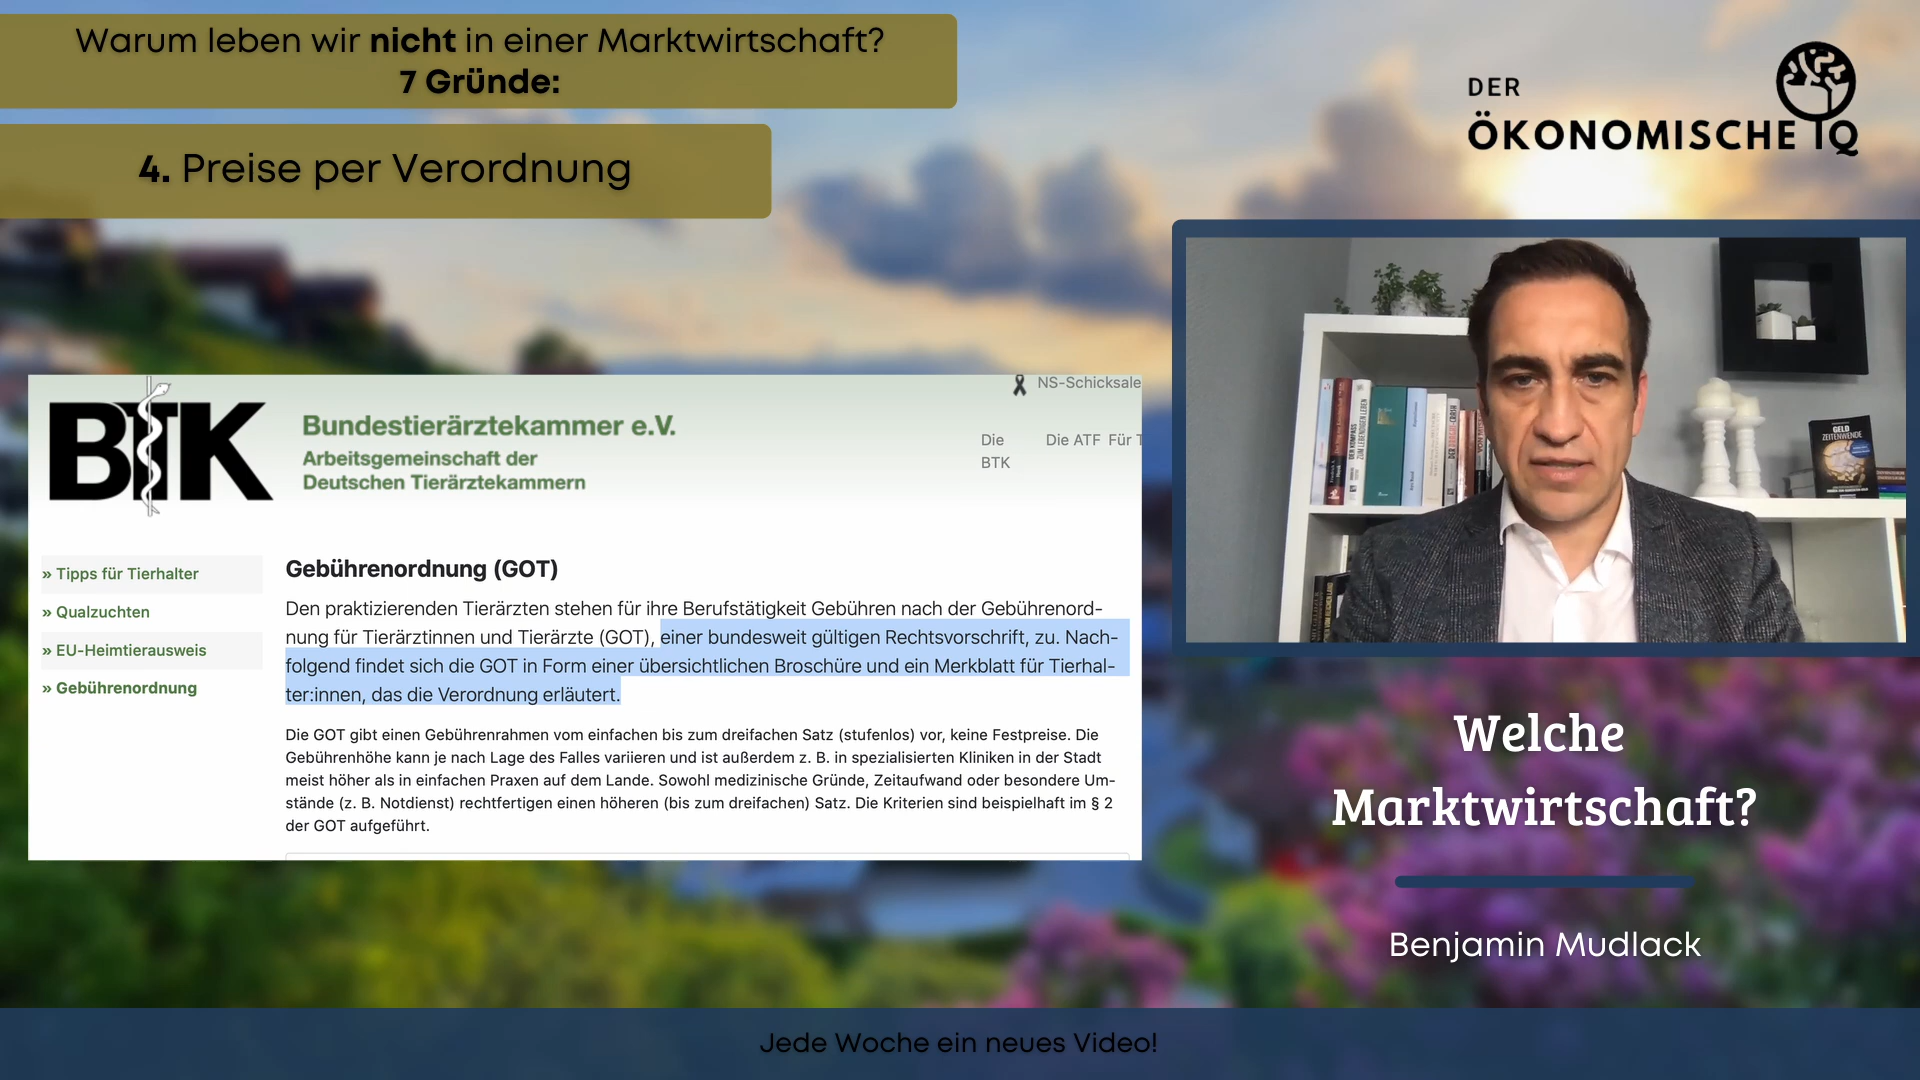 Warum leben wir nicht in einer Marktwirtschaft?
7 Gründe:
4. Preise per Verordnung
DER
ÖKONOMISCHE IQ
NS-Schicksale
BTK
Bundestierärztekammer e.V.
Arbeitsgemeinschaft der
Deutschen Tierärztekammern
Die
BTK
Die ATF Für T
» Tipps für Tierhalter
» Qualzuchten
» EU-Heimtierausweis
» Gebührenordnung
Gebührenordnung (GOT)
Den praktizierenden Tierärzten stehen für ihre Berufstätigkeit Gebühren nach der Gebührenord-
nung für Tierärztinnen und Tierärzte (GOT), einer bundesweit gültigen Rechtsvorschrift, zu. Nach-
folgend findet sich die GOT in Form einer übersichtlichen Broschüre und ein Merkblatt für Tierhal-
ter:innen, das die Verordnung erläutert.
Die GOT gibt einen Gebührenrahmen vom einfachen bis zum dreifachen Satz (stufenlos) vor, keine Festpreise. Die
Gebührenhöhe kann je nach Lage des Falles variieren und ist außerdem z. B. in spezialisierten Kliniken in der Stadt
meist höher als in einfachen Praxen auf dem Lande. Sowohl medizinische Gründe, Zeitaufwand oder besondere Um-
stände (z. B. Notdienst) rechtfertigen einen höheren (bis zum dreifachen) Satz. Die Kriterien sind beispielhaft im § 2
der GOT aufgeführt.
GELD
ZEITENWENDE
DER KOMPASS
ZUM LEBENDIGEN LEBEN
Welche
Marktwirtschaft?
Benjamin Mudlack
Jede Woche ein neues Video!